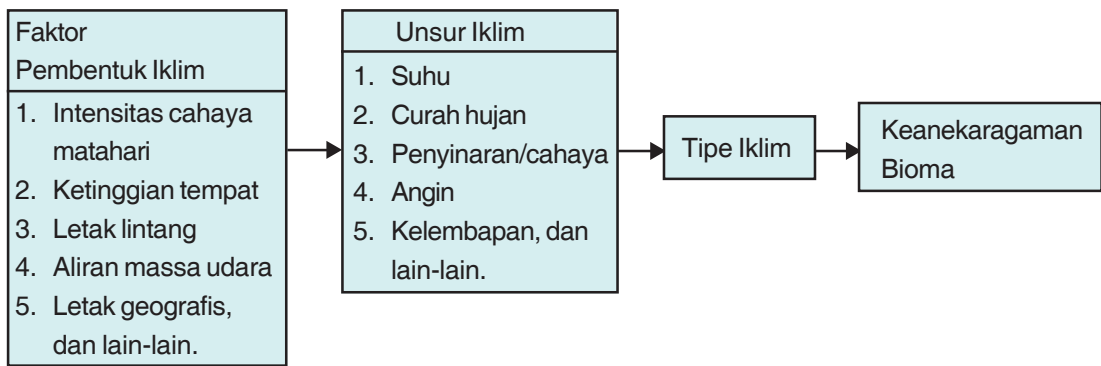 Faktor
Pembentuk Iklim
1. Intensitas cahaya
matahari
2. Ketinggian tempat
3. Letak lintang
4. Aliran massa udara
5. Letak geografis,
dan lain-lain.
Unsur Iklim
1. Suhu
2. Curah hujan
3. Penyinaran/cahaya
4. Angin
5. Kelembapan, dan
lain-lain.
Tipe Iklim
Keanekaragaman
Bioma